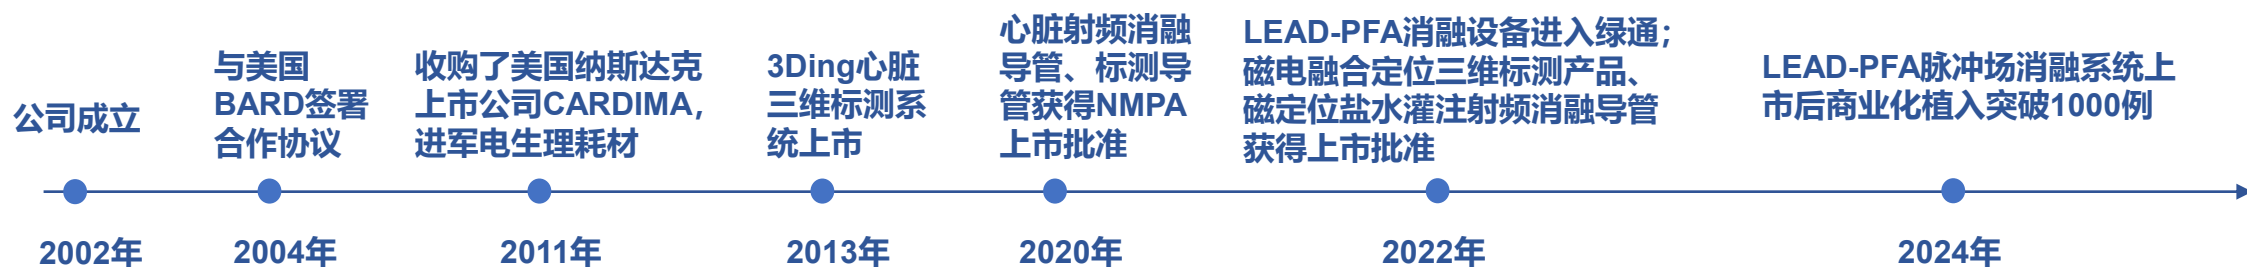 公司成立
与美国
BARD签署
合作协议
收购了美国纳斯达克
上市公司CARDIMA，
进军电生理耗材
3Ding心脏
三维标测系
统上市
心脏射频消融
导管、标测导
管获得NMPA
上市批准
LEAD-PFA消融设备进入绿通；
磁电融合定位三维标测产品、
磁定位盐水灌注射频消融导管
获得上市批准
LEAD-PFA脉冲场消融系统上
市后商业化植入突破1000例
2002年
2004年
2011年
2013年
2020年
2022年
2024年